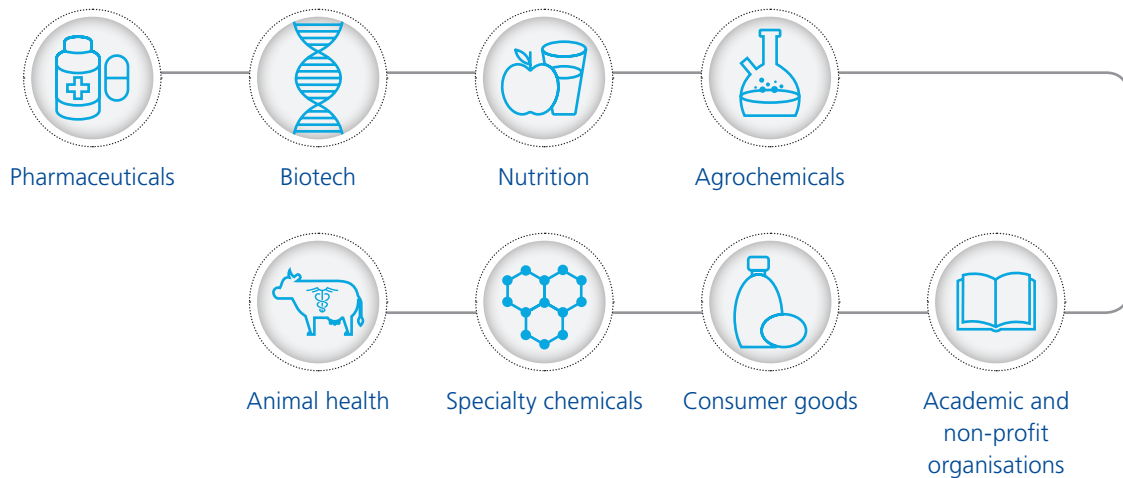 Pharmaceuticals
Biotech
Nutrition
Agrochemicals
Animal health
Specialty chemicals
Consumer goods
Academic and
non-profit
organisations